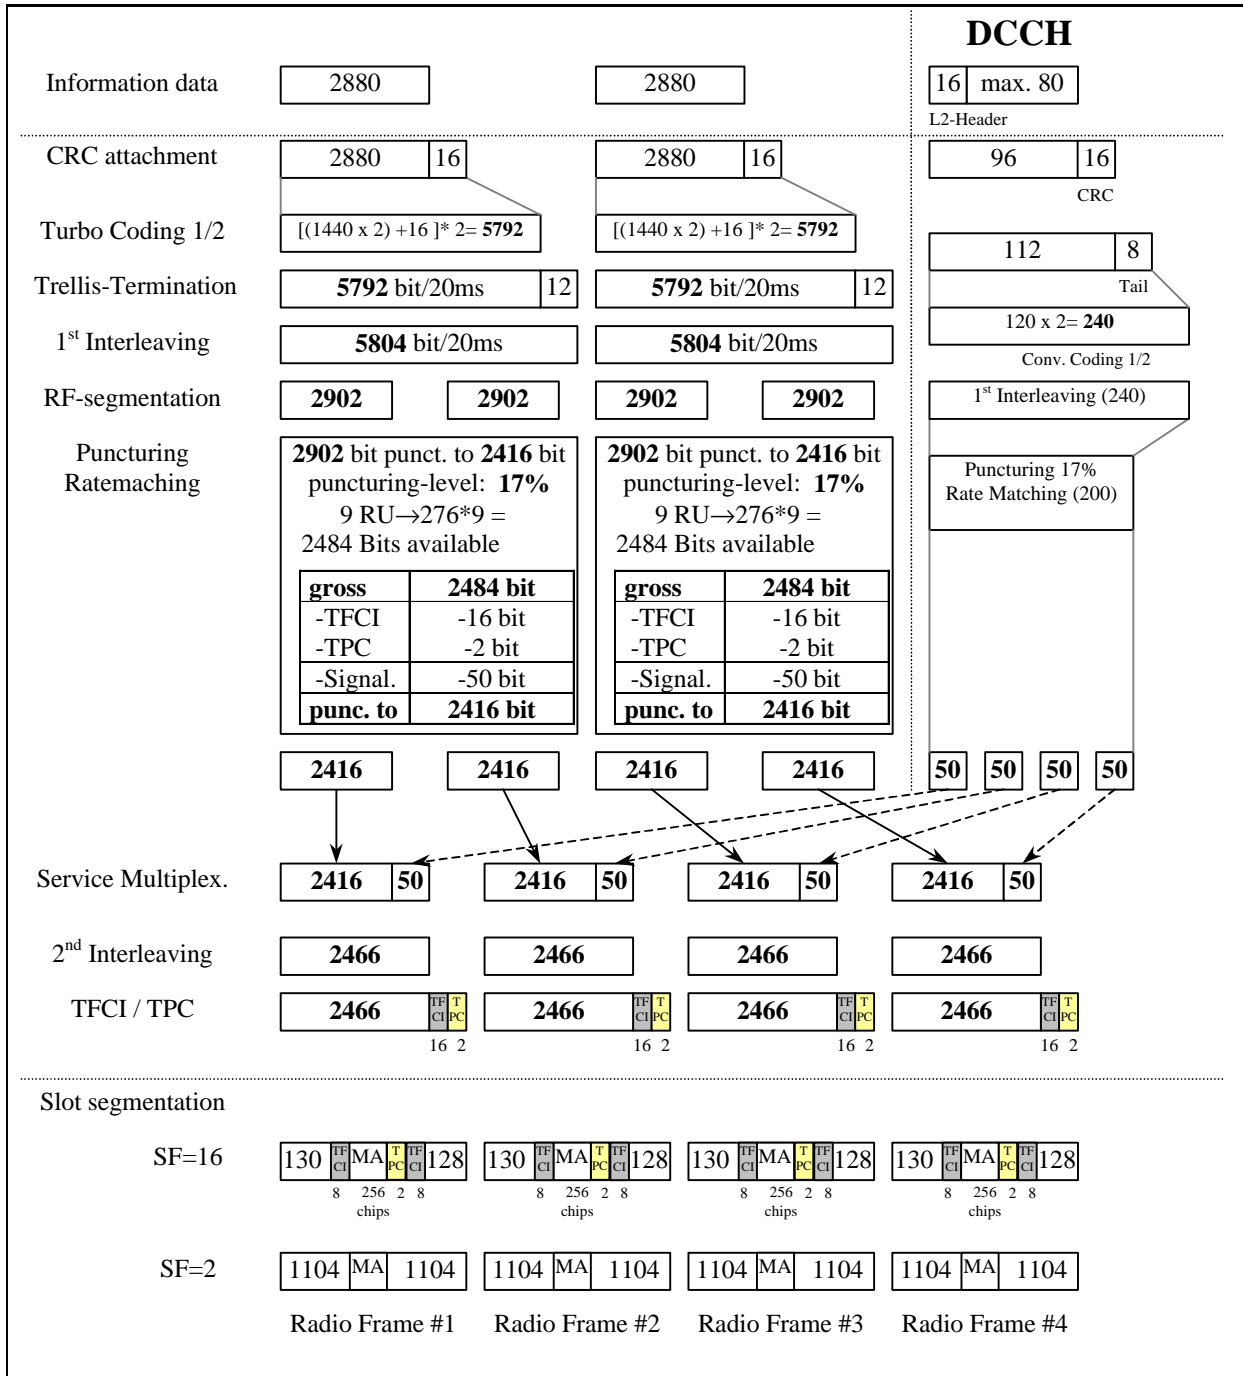 DCCH
Information data 2880 2880 16 max. 80
L2-Header
CRC attachment 2880 16 2880 16 96 16
CRC
Turbo Coding 1/2 [(1440 x 2) +16 ]* 2= 5792 [(1440 x 2) +16 ]* 2= 5792
112 8
Tail
Trellis-Termination 5792 bit/20ms 12 5792 bit/20ms 12
120 x 2= 240
Conv. Coding 1/2
1st Interleaving 5804 bit/20ms 5804 bit/20ms
RF-segmentation 2902 2902 2902 2902 1st Interleaving (240)
Puncturing
Ratemaching
2902 bit punct. to 2416 bit
puncturing-level: 17%
9 RU→276*9 =
2484 Bits available
gross 2484 bit
-TFCI -16 bit
-TPC -2 bit
-Signal. -50 bit
punc. to 2416 bit
2902 bit punct. to 2416 bit
puncturing-level: 17%
9 RU→276*9 =
2484 Bits available
gross 2484 bit
-TFCI -16 bit
-TPC -2 bit
-Signal. -50 bit
punc. to 2416 bit
Puncturing 17%
Rate Matching (200)
2416 2416 2416 2416 50 50 50 50
Service Multiplex. 2416 50 2416 50 2416 50 2416 50
2nd Interleaving 2466 2466 2466 2466
TFCI / TPC 2466 TF CI T PC 2466 TF CI T PC 2466 TF CI T PC 2466 TF CI T PC
16 2 16 2 16 2 16 2
Slot segmentation
SF=16 130 TF CI MA T PC TF CI 128 130 TF CI MA T PC TF CI 128 130 TF CI MA T PC TF CI 128 130 TF CI MA T PC TF CI 128
8 256 2 8 8 256 2 8 8 256 2 8 8 256 2 8
chips chips chips chips
SF=2 1104 MA 1104 1104 MA 1104 1104 MA 1104 1104 MA 1104
Radio Frame #1 Radio Frame #2 Radio Frame #3 Radio Frame #4